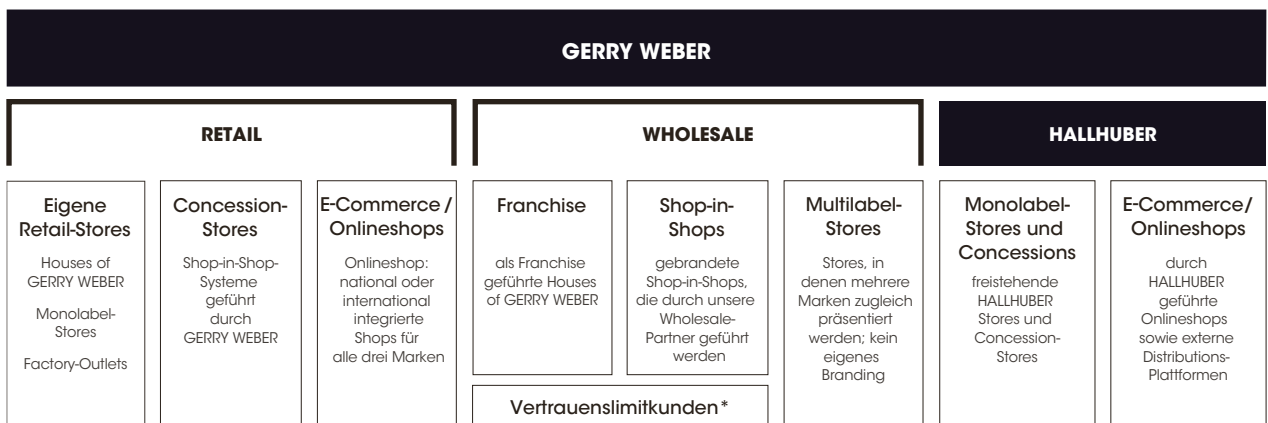 GERRY WEBER
RETAIL
WHOLESALE
HALLHUBER
Eigene
Retail-Stores
Houses of
GERRY WEBER
Monolabel-
Stores
Factory-Outlets
Concession-
Stores
Shop-in-Shop-
Systeme
geführt
durch
GERRY WEBER
E-Commerce /
Onlineshops
Onlineshop:
national oder
international
integrierte
Shops für
alle drei Marken
Franchise
als Franchise
geführte Houses
of GERRY WEBER
Shop-in-
Shops
gebrandete
Shop-in-Shops,
die durch unsere
Wholesale-
Partner geführt
werden
Vertrauenslimitkunden*
Multilabel-
Stores
Stores, in
denen mehrere
Marken zugleich
präsentiert
werden; kein
eigenes
Branding
Monolabel-
Stores und
Concessions
freistehende
HALLHUBER
Stores und
Concession-
Stores
E-Commerce/
Onlineshops
durch
HALLHUBER
geführte
Onlineshops
sowie externe
Distributions-
Plattformen